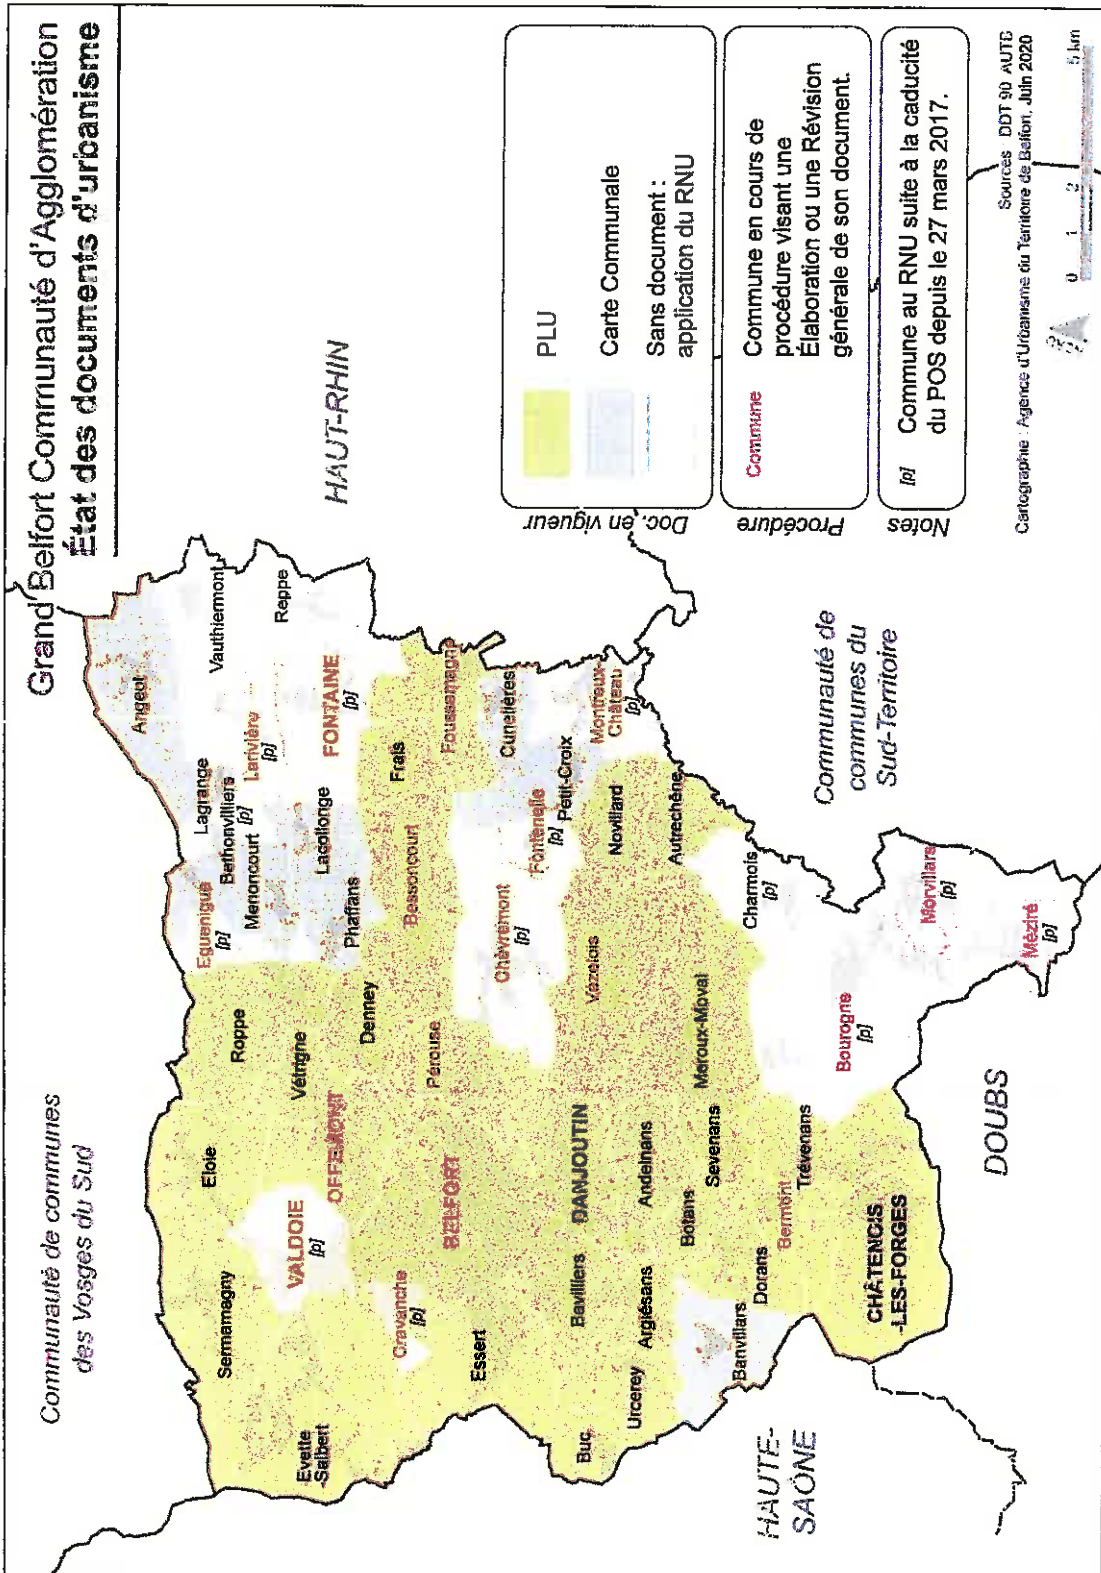 Grand Belfort Communauté d'Agglomération
État des documents d'urbanisme
Communauté de communes
des Vosges du Sud
HAUT-RHIN
HAUTE-
SAÔNE
DOUBS
Communauté de
communes du
Sud-Territoire
Angeot
Vauthiermont
Reppe
Lagrange
Larivière
[p]
Eguenigue
[p]
Bethonvilliers
Menoncourt [p]
FONTAINE
[p]
Lacollonge
Phaffans
Frais
Foussemagne
Bessoncourt
Cunelières
Montreux-
Château
[p]
Fontenelle
[p]
Petit-Croix
Chèvremont
[p]
Novillard
Autrechêne
Vézelois
Charmois
[p]
Meroux-Moval
Morvillars
[p]
Méziré
[p]
Bourogne
[p]
Roppe
Vétrigne
Denney
Pérouse
Eloie
OFFEMONT
VALDOIE
[p]
Sermamagny
Evette
-Salbert
Cravanche
[p]
BELFORT
Essert
DANJOUTIN
Bavilliers
Andelnans
Sevenans
Botans
Argiésans
Urcerey
Buc
Banvillars
Dorans
Bermont
Trévenans
CHÂTENOIS
-LES-FORGES
Doc. en vigueur
PLU
Carte Communale
Sans document :
application du RNU
Procédure
Commune
Commune en cours de
procédure visant une
Élaboration ou une Révision
générale de son document.
Notes
[p]
Commune au RNU suite à la caducité
du POS depuis le 27 mars 2017.
Sources : DDT 90 AUTB
Cartographie : Agence d'Urbanisme du Territoire de Belfort, Juin 2020
0 1 2 5 km